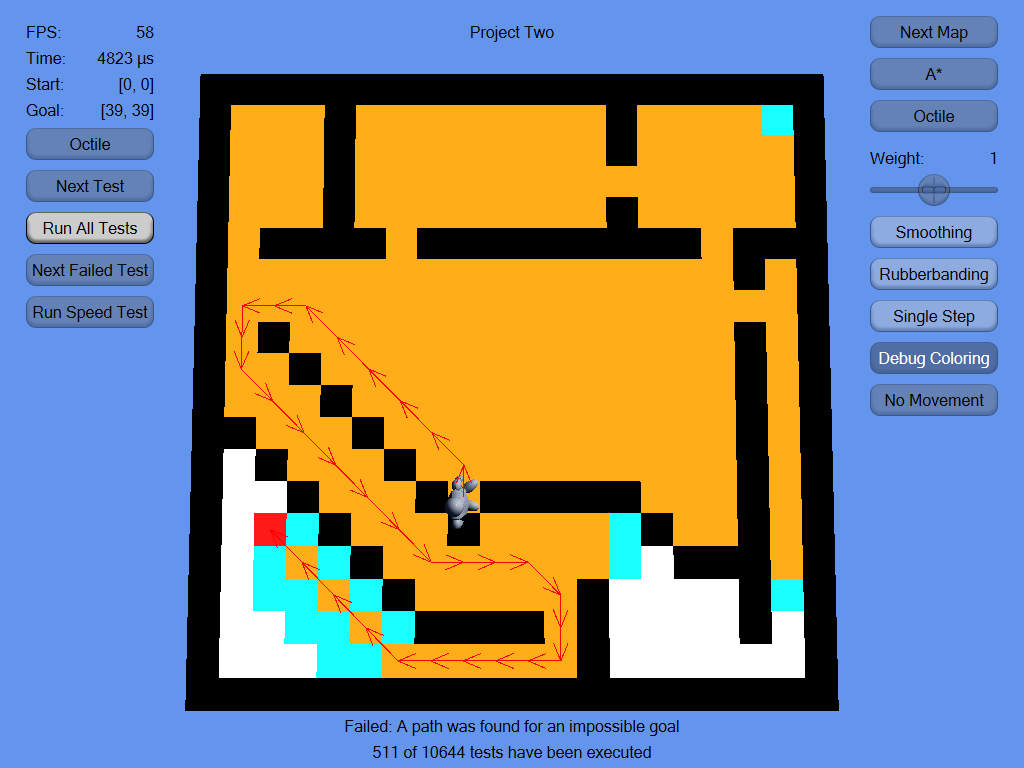 FPS: 58
Time: 4823 µs
Start: [0, 0]
Goal: [39, 39]
Octile
Next Test
Run All Tests
Next Failed Test
Run Speed Test
Project Two
Next Map
A*
Octile
Weight: 1
Smoothing
Rubberbanding
Single Step
Debug Coloring
No Movement
Failed: A path was found for an impossible goal
511 of 10644 tests have been executed